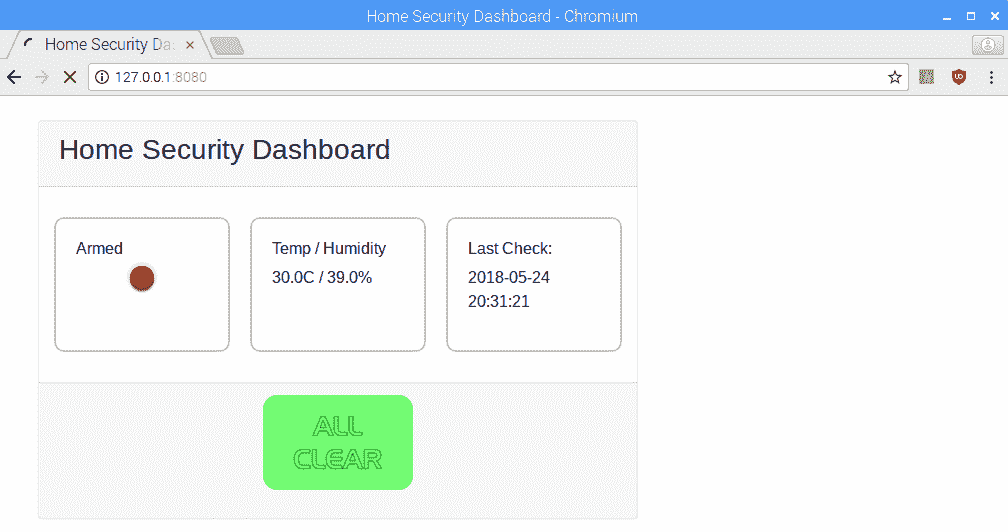 Home Security Dashboard - Chromium
Home Security Da
127.0.0.1:8080
Home Security Dashboard
Armed
Temp / Humidity
30.0C / 39.0%
Last Check:
2018-05-24
20:31:21
ALL
CLEAR